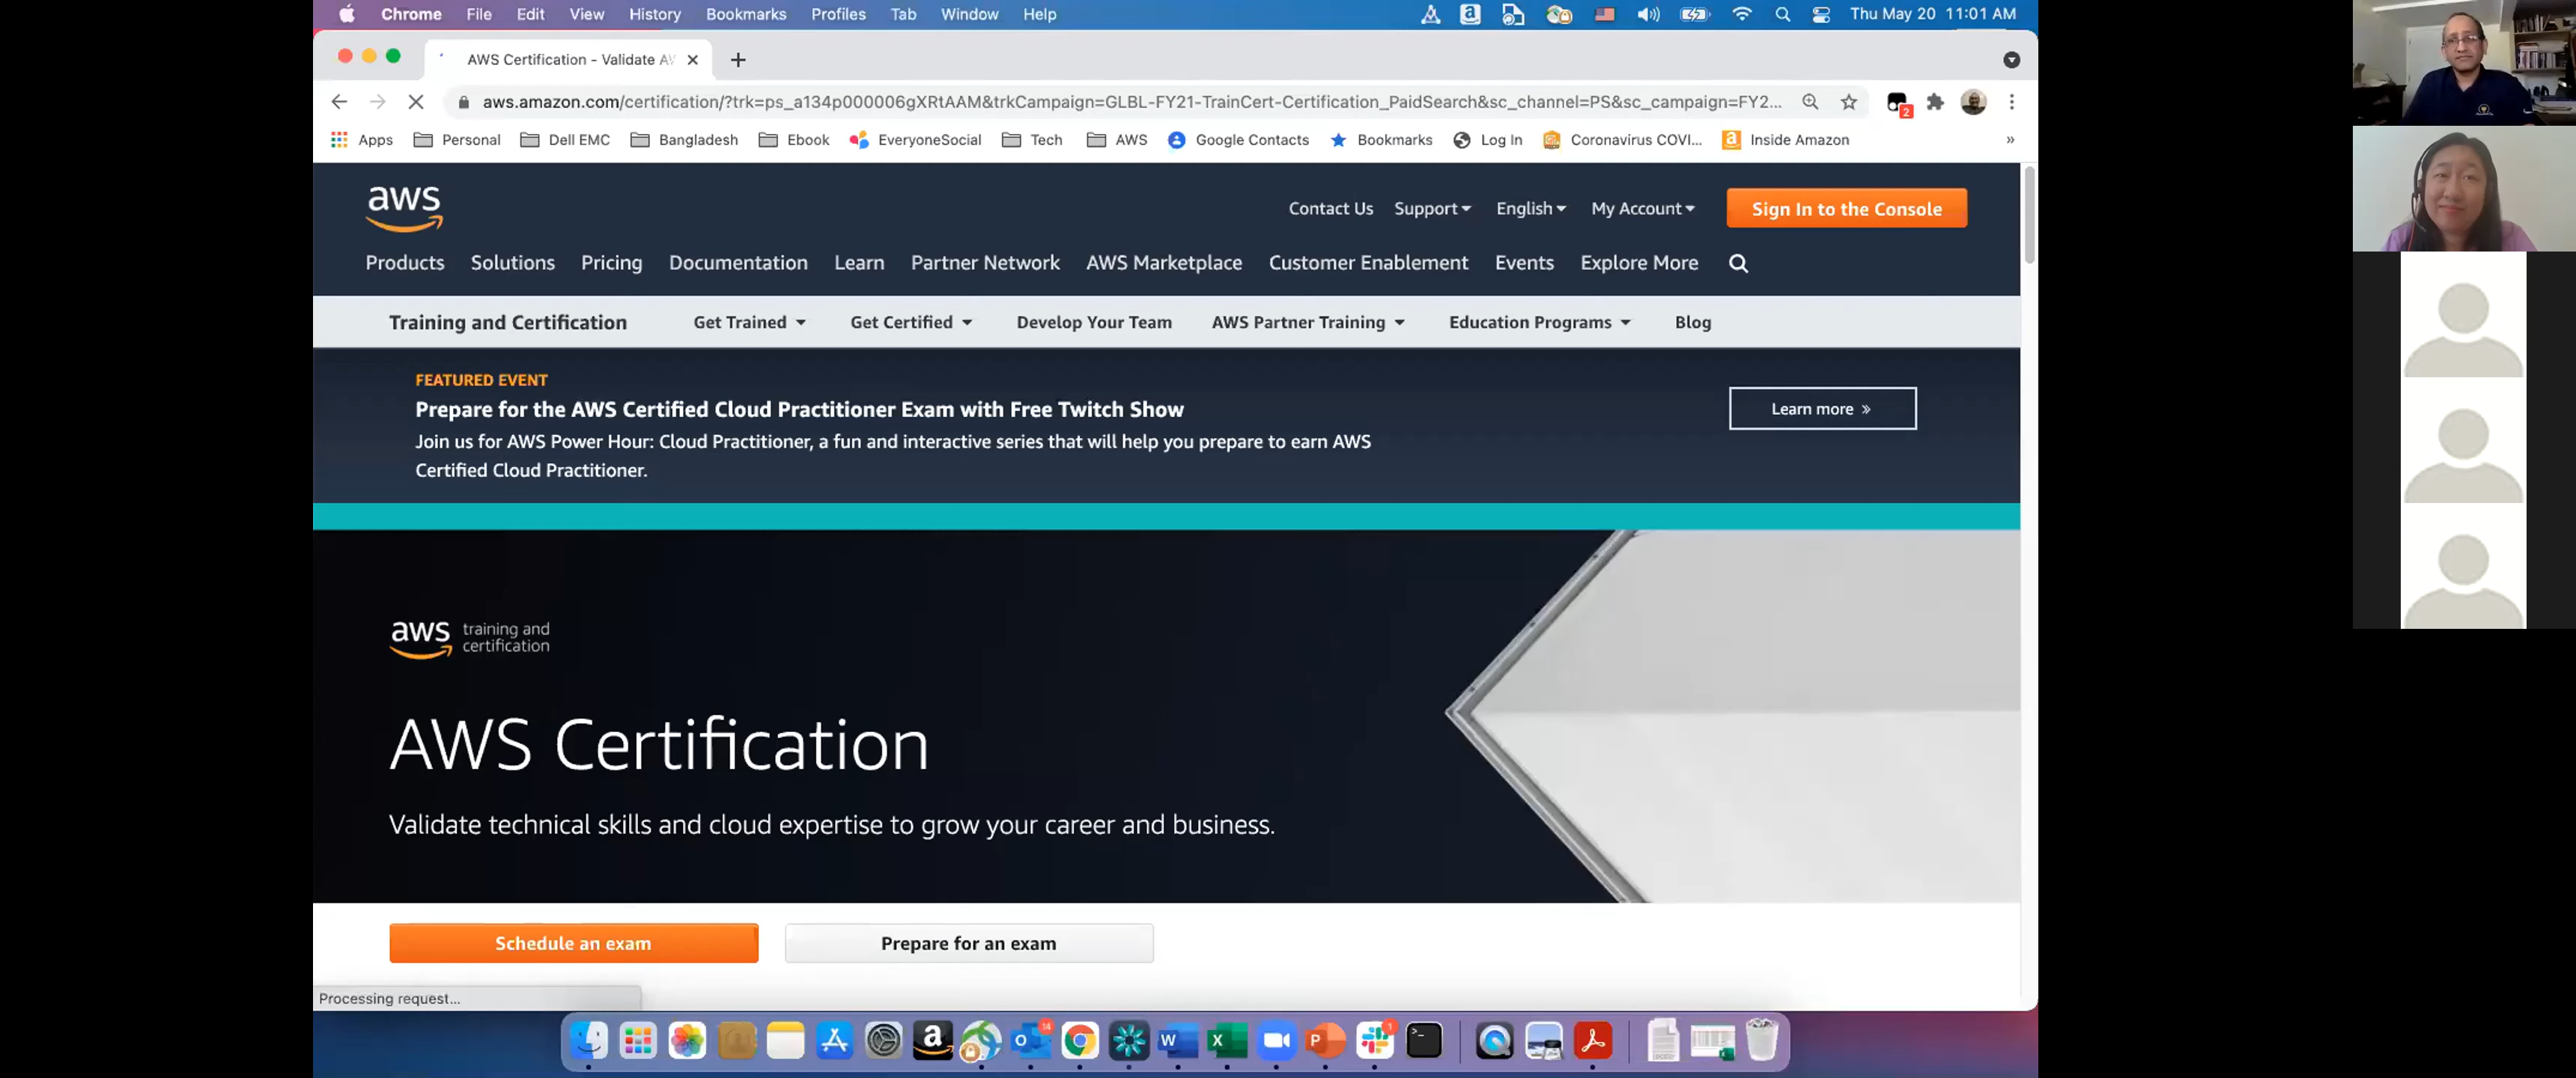 Chrome File Edit View History Bookmarks Profiles Tab Window Help
Thu May 20 11:01 AM
AWS Certification - Validate AV
aws.amazon.com/certification/?trk=ps_a134p000006gXRtAAM&trkCampaign=GLBL-FY21-TrainCert-Certification_PaidSearch&sc_channel=PS&sc_campaign=FY2...
2
Apps Personal Dell EMC Bangladesh Ebook EveryoneSocial Tech AWS Google Contacts Bookmarks Log In Coronavirus COVI... Inside Amazon »
aws
Contact Us Support English My Account Sign In to the Console
Products Solutions Pricing Documentation Learn Partner Network AWS Marketplace Customer Enablement Events Explore More
Training and Certification Get Trained Get Certified Develop Your Team AWS Partner Training Education Programs Blog
FEATURED EVENT
Prepare for the AWS Certified Cloud Practitioner Exam with Free Twitch Show
Learn more »
Join us for AWS Power Hour: Cloud Practitioner, a fun and interactive series that will help you prepare to earn AWS
Certified Cloud Practitioner.
aws training and
certification
AWS Certification
Validate technical skills and cloud expertise to grow your career and business.
Schedule an exam Prepare for an exam
Processing request...
14
1